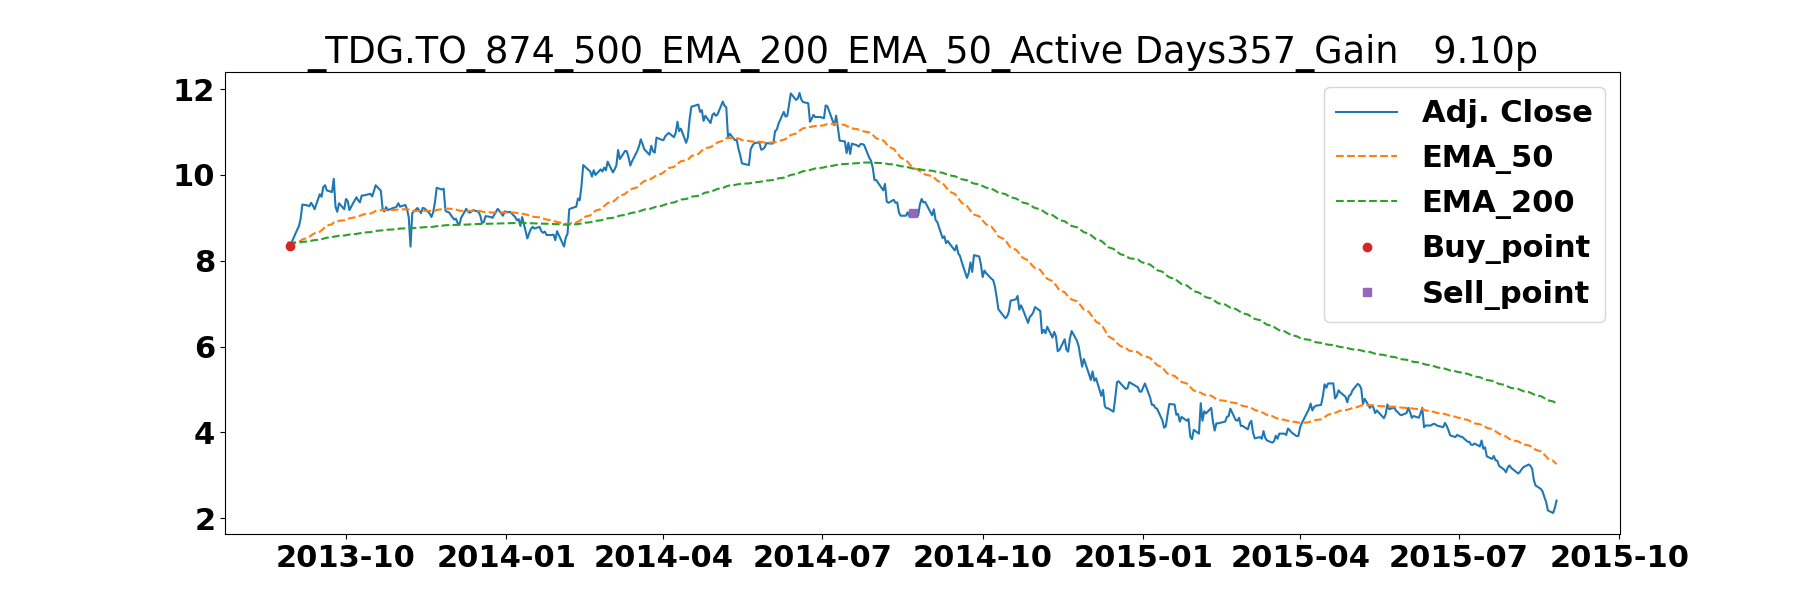 _TDG.TO_874_500_EMA_200_EMA_50_Active Days357_Gain   9.10p
12
10
8
6
4
2
Adj. Close
EMA_50
EMA_200
Buy_point
Sell_point
2013-10 2014-01 2014-04 2014-07 2014-10 2015-01 2015-04 2015-07 2015-10